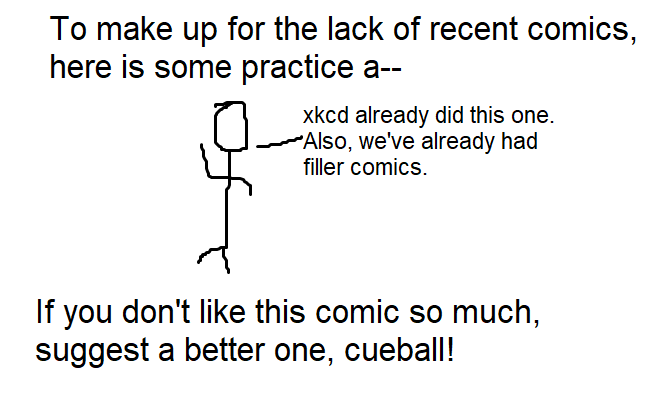 To make up for the lack of recent comics,
here is some practice a--
xkcd already did this one.
Also, we've already had
filler comics.
If you don't like this comic so much,
suggest a better one, cueball!